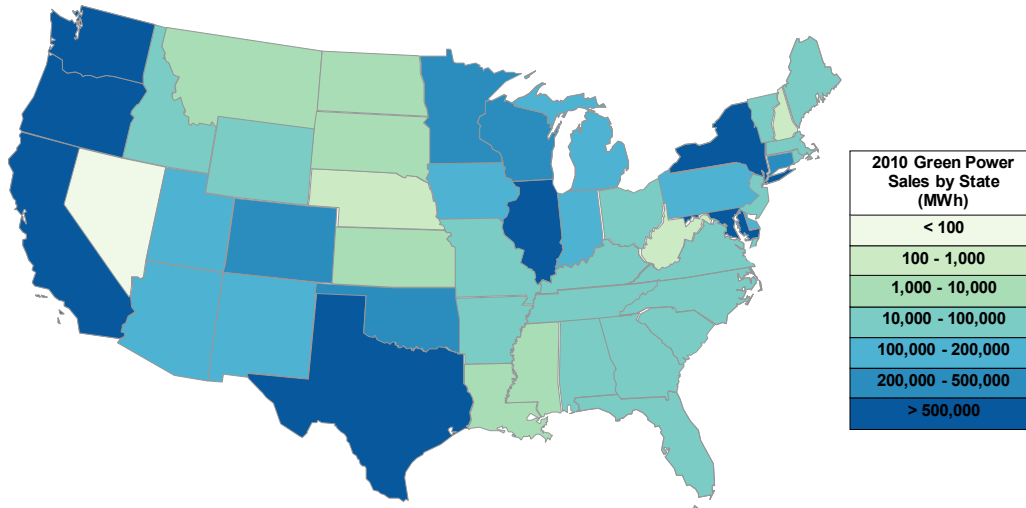 2010 Green Power
Sales by State
(MWh)
< 100
100 - 1,000
1,000 - 10,000
10,000 - 100,000
100,000 - 200,000
200,000 - 500,000
> 500,000